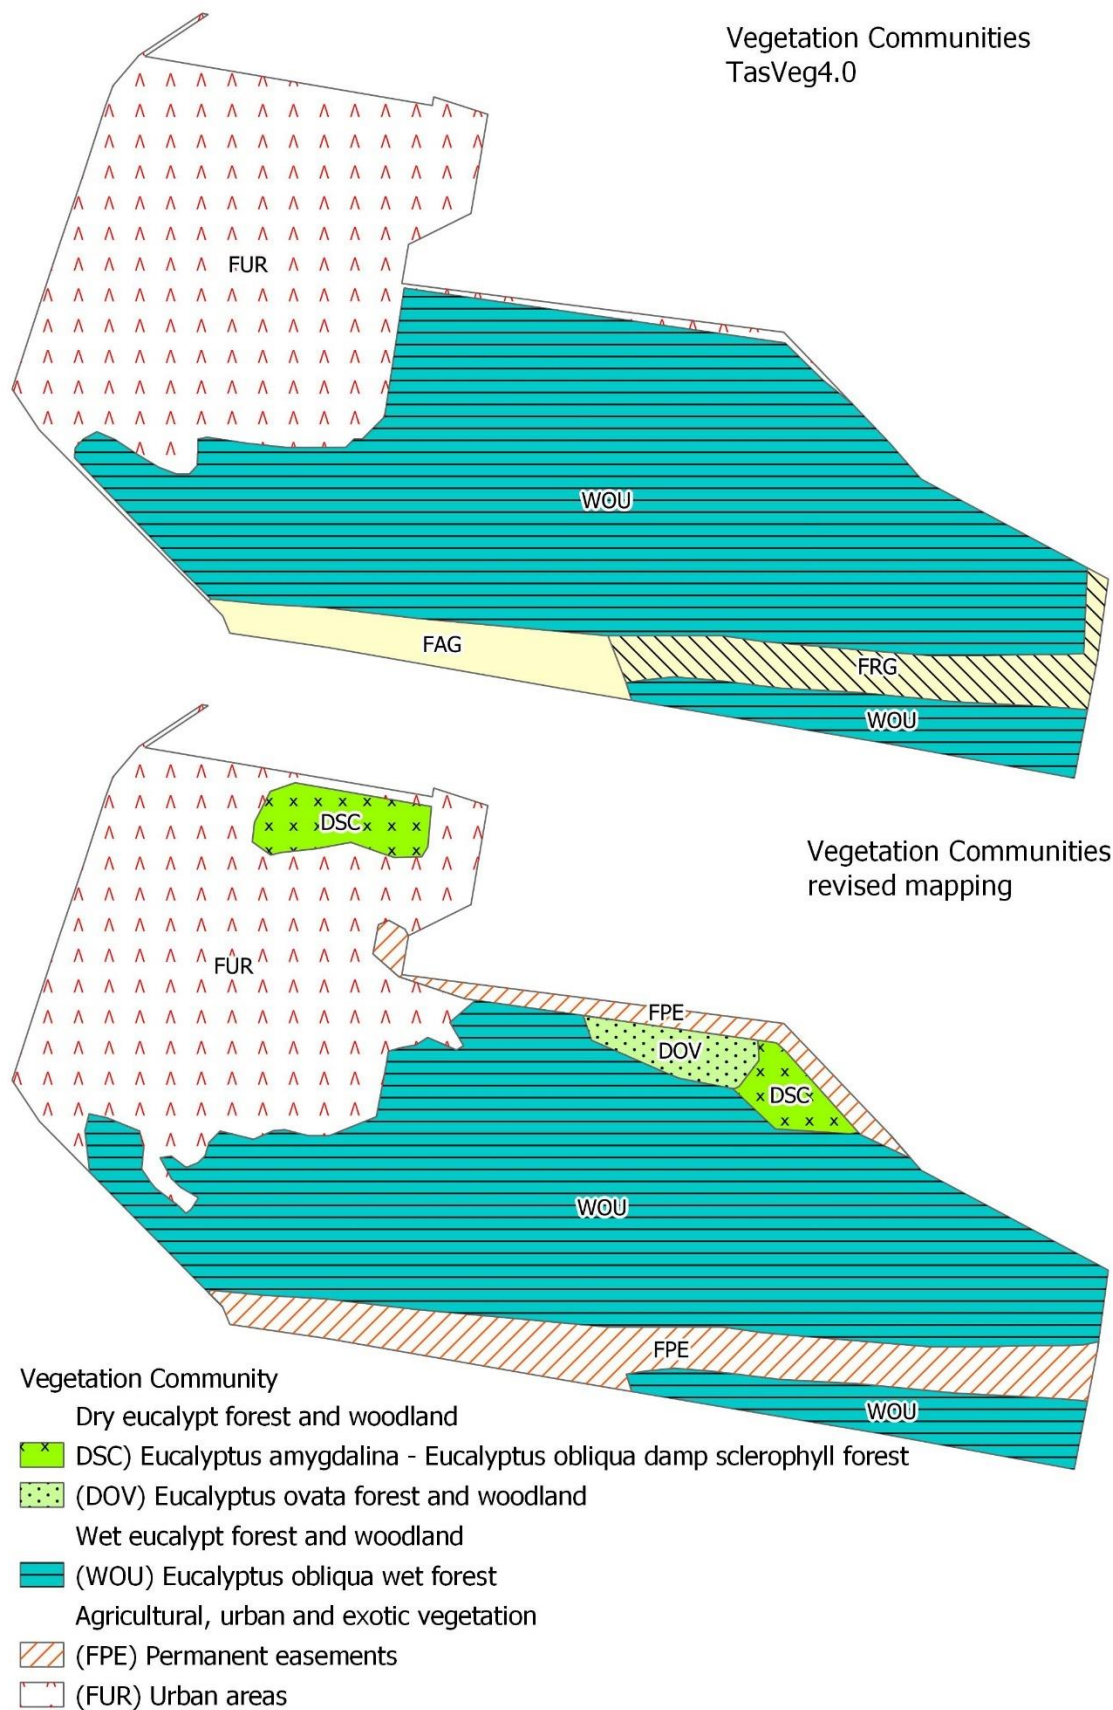 Vegetation Communities
TasVeg4.0
FUR
WOU
FAG
FRG
WOU
DSC
Vegetation Communities
revised mapping
FUR
FPE
DOV
DSC
WOU
FPE
WOU
Vegetation Community
Dry eucalypt forest and woodland
DSC) Eucalyptus amygdalina - Eucalyptus obliqua damp sclerophyll forest
(DOV) Eucalyptus ovata forest and woodland
Wet eucalypt forest and woodland
(WOU) Eucalyptus obliqua wet forest
Agricultural, urban and exotic vegetation
(FPE) Permanent easements
(FUR) Urban areas